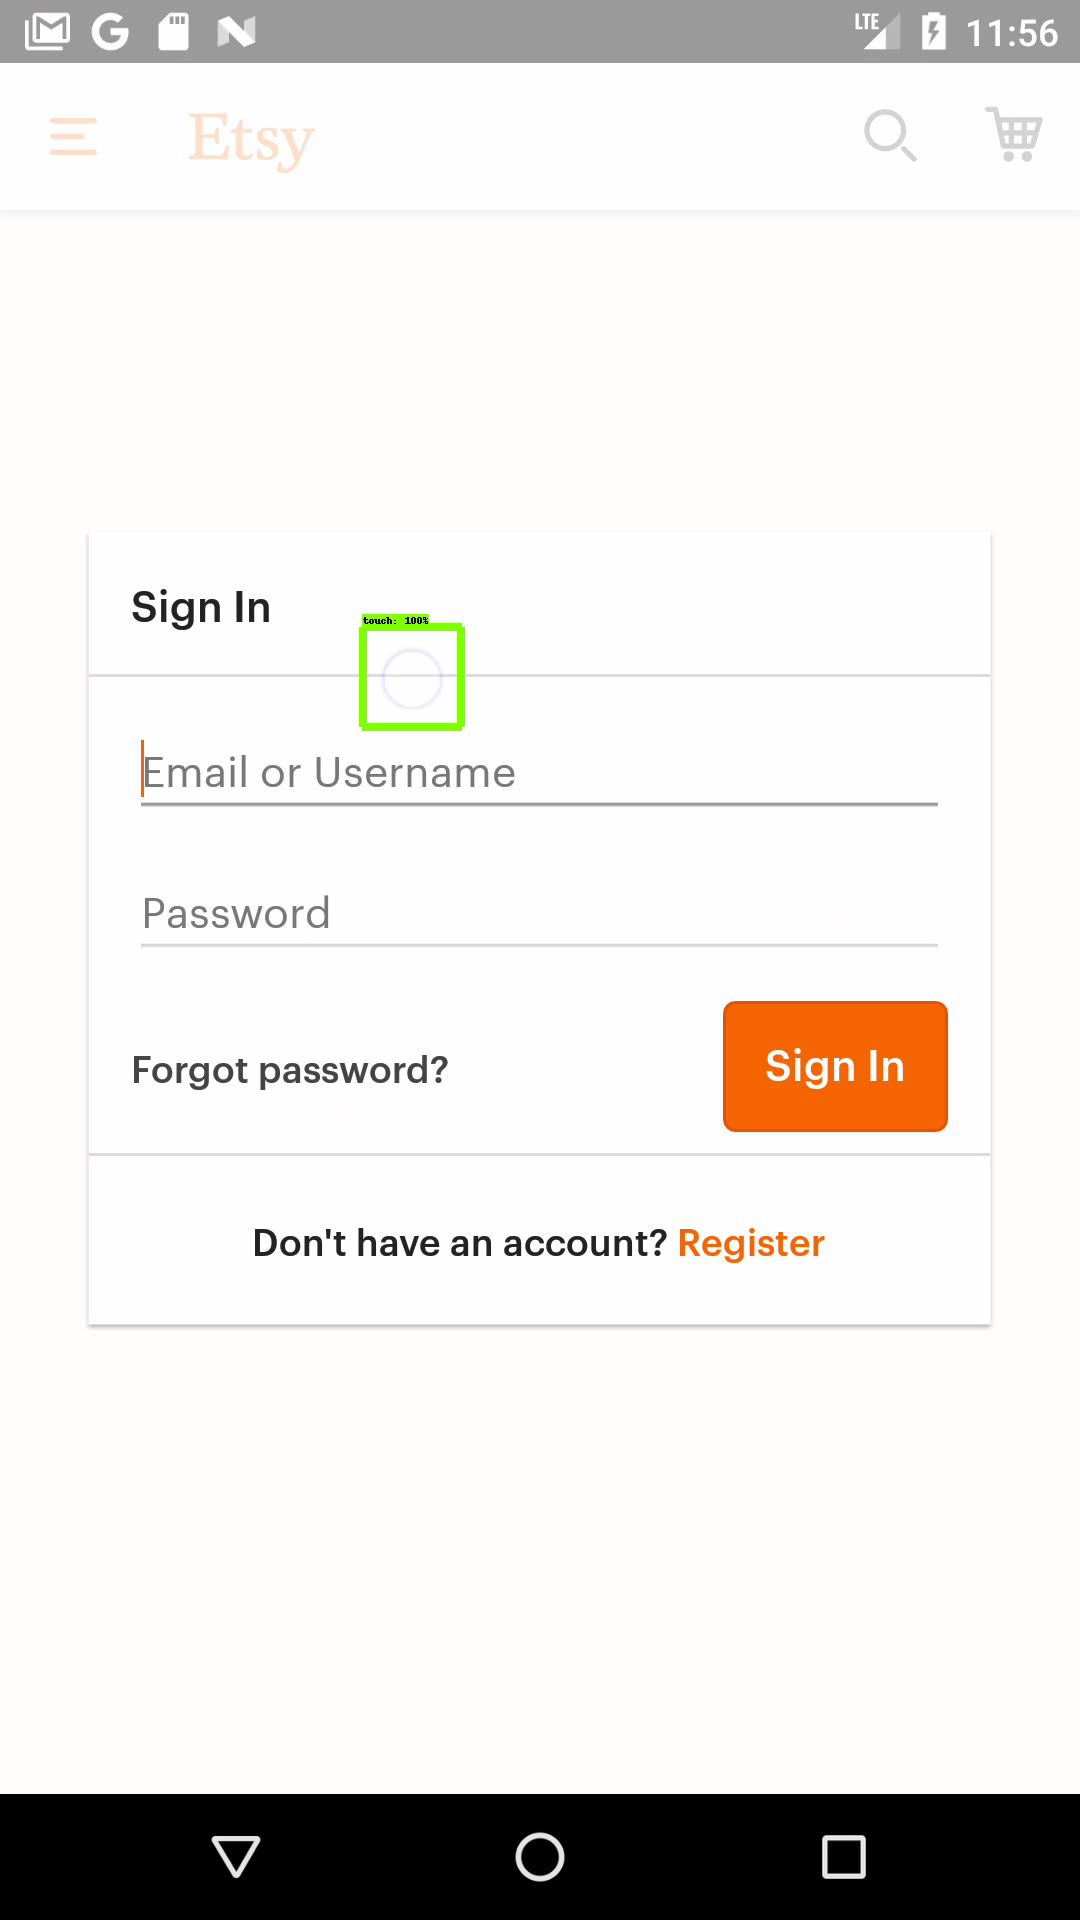 LTE 11:56
Etsy
Sign In
touch: 100%
Email or Username
Password
Forgot password?
Sign In
Don't have an account? Register